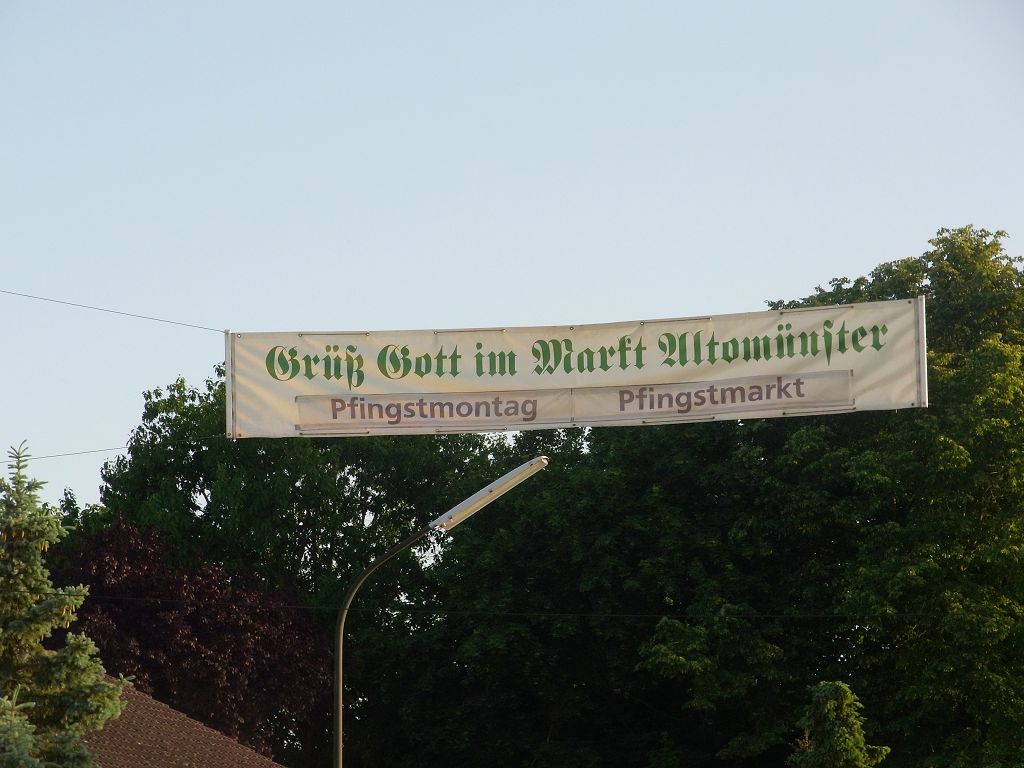 Grüß Gott im Markt Altomünster
Pfingstmontag Pfingstmarkt